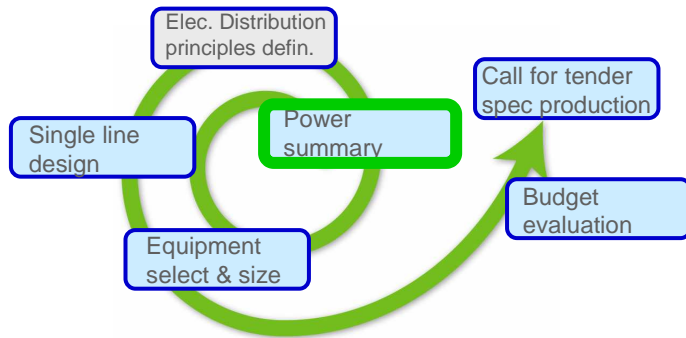 Elec. Distribution
principles defin.
Call for tender
spec production
Power
summary
Single line
design
Budget
evaluation
Equipment
select & size